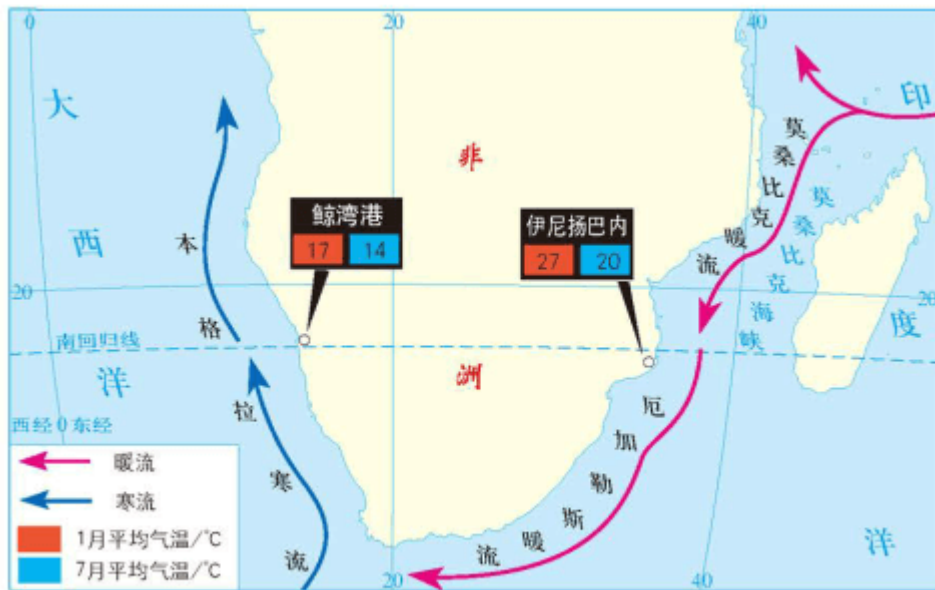 0
20
40
大西洋
印度洋
非洲
莫桑比克暖流
莫桑比克海峡
鲸湾港
17 14
伊尼扬巴内
27 20
本格拉寒流
20
20
南回归线
厄加勒斯暖流
西经0东经
暖流
寒流
1月平均气温/℃
7月平均气温/℃
20
40